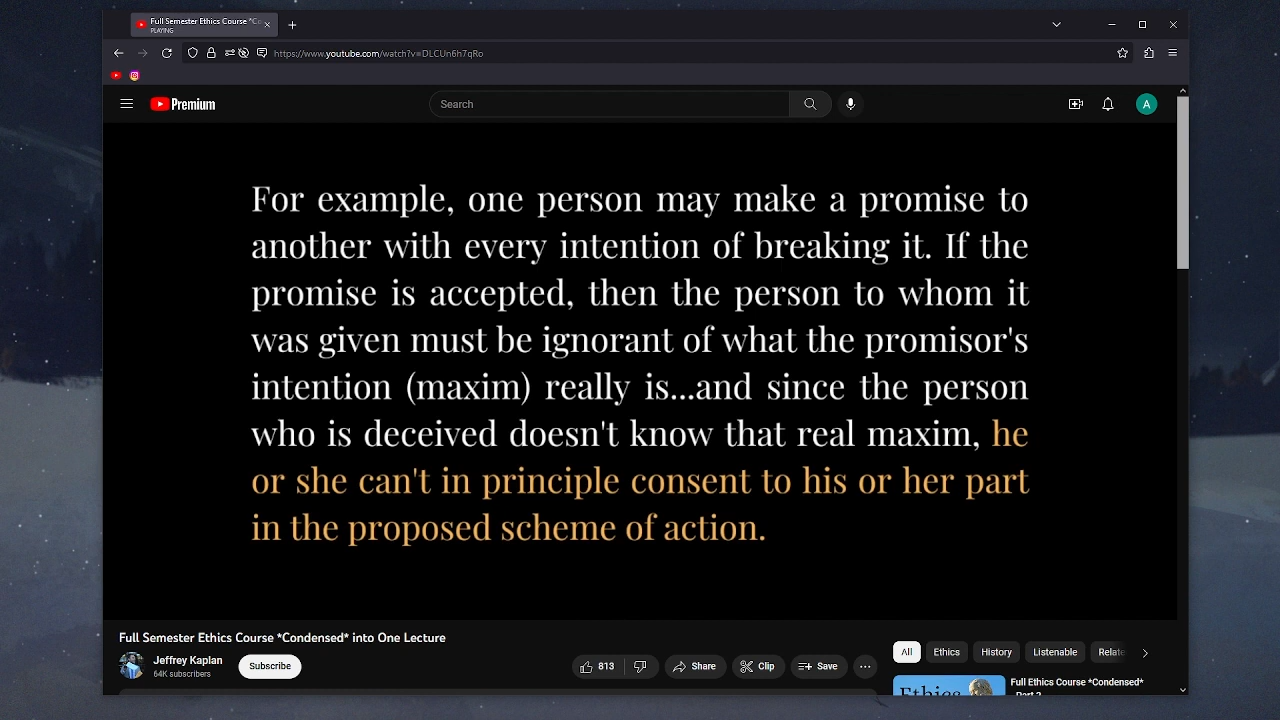 Full Semester Ethics Course *Co
PLAYING
https://www.youtube.com/watch?v=DLCUn6h7qRo
Premium
Search
A
For example, one person may make a promise to
another with every intention of breaking it. If the
promise is accepted, then the person to whom it
was given must be ignorant of what the promisor's
intention (maxim) really is...and since the person
who is deceived doesn't know that real maxim, he
or she can't in principle consent to his or her part
in the proposed scheme of action.
Full Semester Ethics Course *Condensed* into One Lecture
Jeffrey Kaplan
64K subscribers
Subscribe
813
Share
Clip
Save
All
Ethics
History
Listenable
Relate
Ethics
Full Ethics Course *Condensed*
Part 2